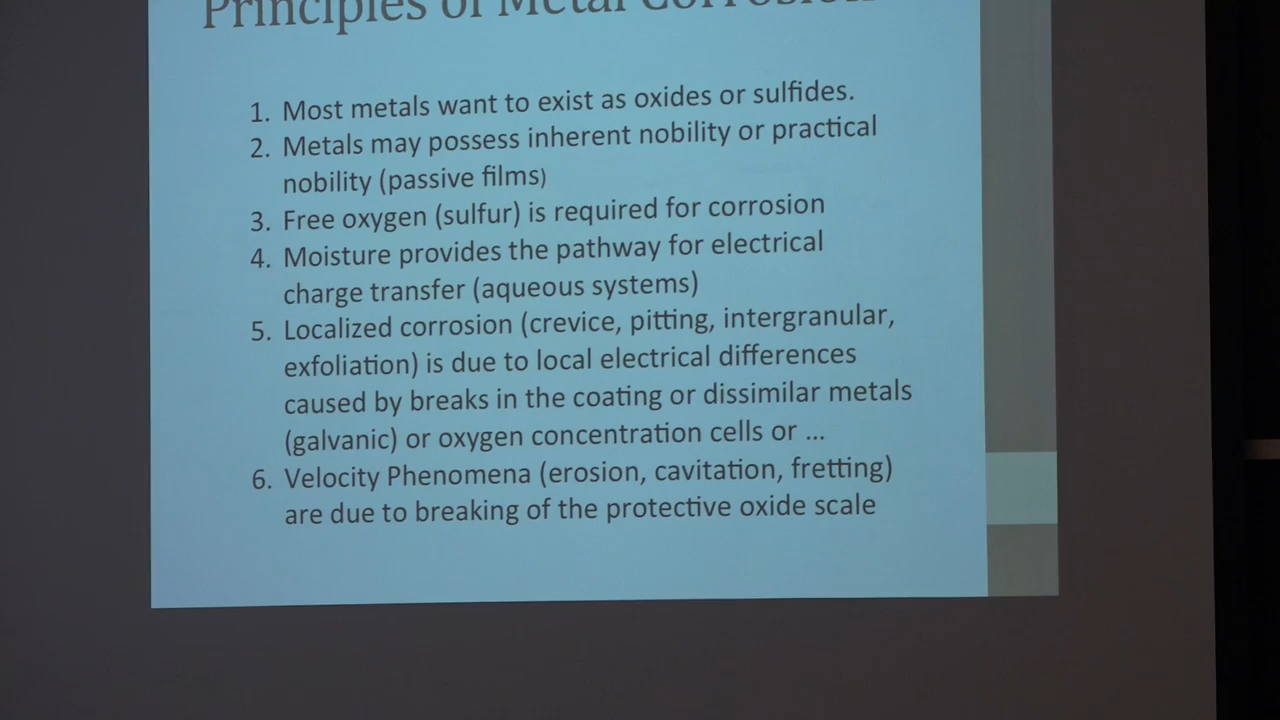 Principles of Metal Corrosion
1. Most metals want to exist as oxides or sulfides.
2. Metals may possess inherent nobility or practical
nobility (passive films)
3. Free oxygen (sulfur) is required for corrosion
4. Moisture provides the pathway for electrical
charge transfer (aqueous systems)
5. Localized corrosion (crevice, pitting, intergranular,
exfoliation) is due to local electrical differences
caused by breaks in the coating or dissimilar metals
(galvanic) or oxygen concentration cells or ...
6. Velocity Phenomena (erosion, cavitation, fretting)
are due to breaking of the protective oxide scale